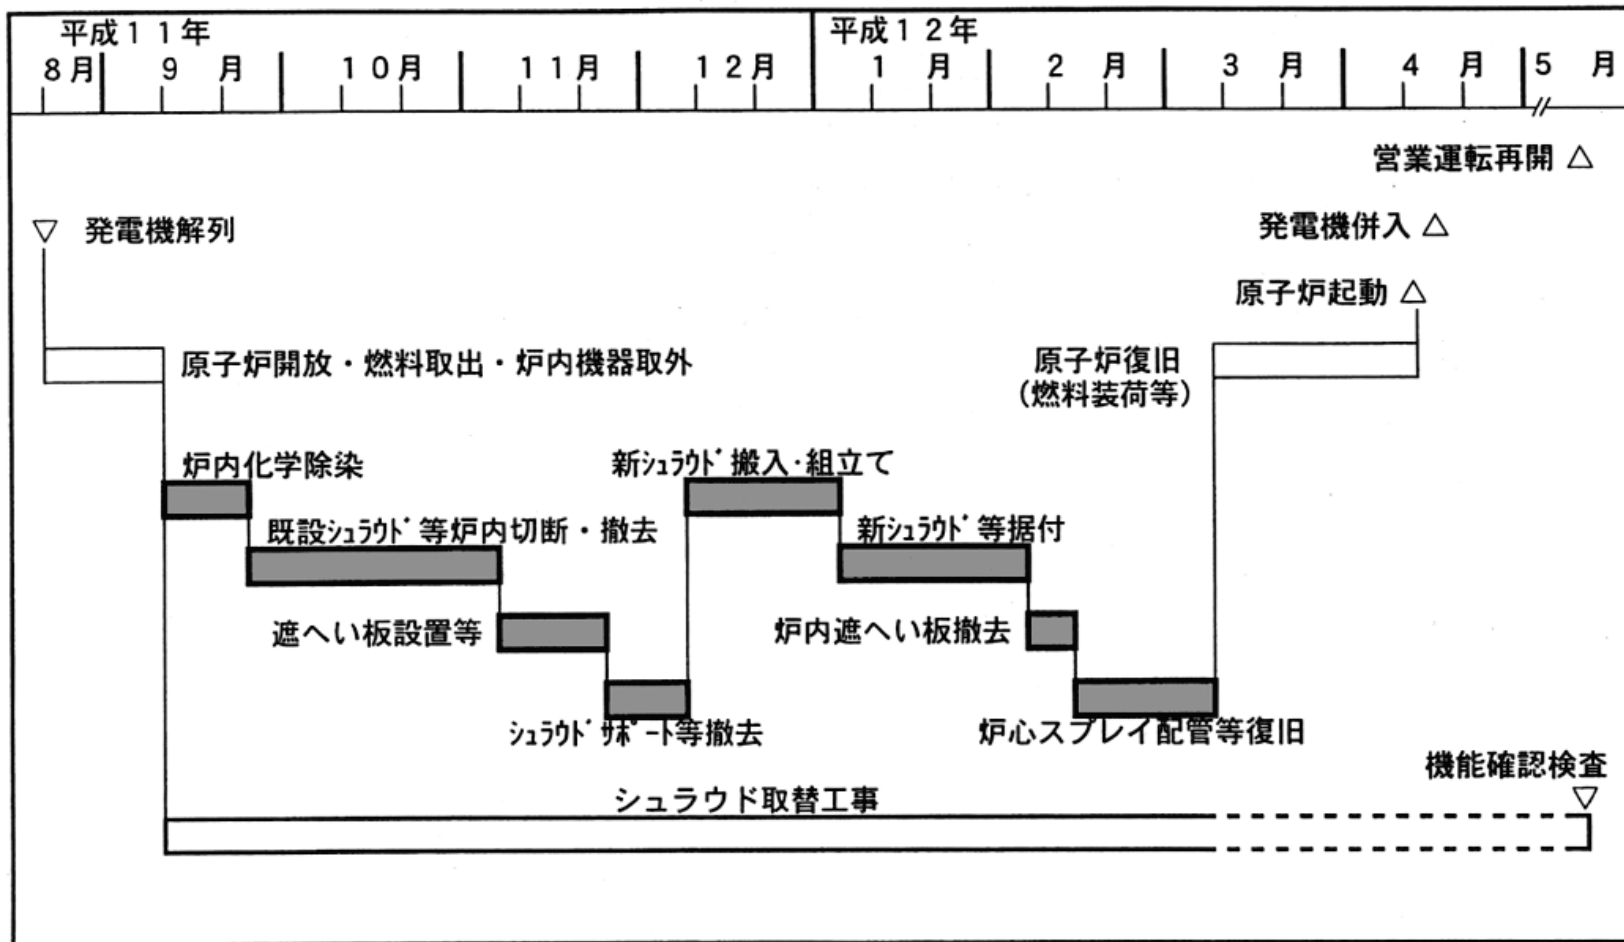 平成11年
平成12年
8月 9 月 10月 11月 12月 1 月 2 月 3 月 4 月 5 月
営業運転再開 △
▽ 発電機解列
発電機併入 △
原子炉起動 △
原子炉開放・燃料取出・炉内機器取外
原子炉復旧
(燃料装荷等)
炉内化学除染
新ｼｭﾗｳﾄﾞ搬入･組立て
既設ｼｭﾗｳﾄﾞ等炉内切断・撤去
新ｼｭﾗｳﾄﾞ等据付
遮へい板設置等
炉内遮へい板撤去
ｼｭﾗｳﾄﾞｻﾎﾟｰﾄ等撤去
炉心スプレイ配管等復旧
機能確認検査
▽
シュラウド取替工事